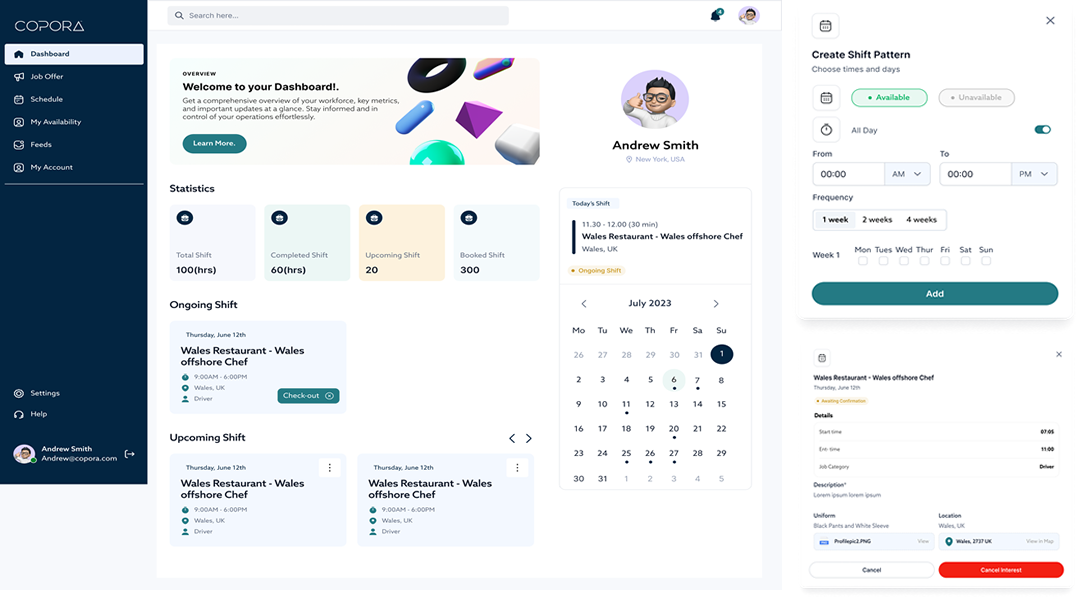 COPORA
Dashboard
Job Offer
Schedule
My Availability
Feeds
My Account
Settings
Help
Andrew Smith
Andrew@copora.com
Search here...
4
OVERVIEW
Welcome to your Dashboard!.
Get a comprehensive overview of your workforce, key metrics,
and important updates at a glance. Stay informed and in
control of your operations effortlessly.
Learn More.
Statistics
Total Shift
100(hrs)
Completed Shift
60(hrs)
Upcoming Shift
20
Booked Shift
300
Ongoing Shift
Thursday, June 12th
Wales Restaurant - Wales
offshore Chef
9:00AM - 6:00PM
Wales, UK
Driver
Check-out
Upcoming Shift
Thursday, June 12th
Wales Restaurant - Wales
offshore Chef
9:00AM - 6:00PM
Wales, UK
Driver
Thursday, June 12th
Wales Restaurant - Wales
offshore Chef
9:00AM - 6:00PM
Wales, UK
Driver
Andrew Smith
New York, USA
Today's Shift
11.30 - 12.00 (30 min)
Wales Restaurant - Wales offshore Chef
Wales, UK
Ongoing Shift
July 2023
Mo Tu We Th Fr Sa Su
26 27 28 29 30 31 1
2 3 4 5 6 7 8
9 10 11 12 13 14 15
16 17 18 19 20 21 22
23 24 25 26 27 28 29
30 31 1 2 3 4 5
Create Shift Pattern
Choose times and days
Available Unavailable
All Day
From To
00:00 AM 00:00 PM
Frequency
1 week 2 weeks 4 weeks
Mon Tues Wed Thur Fri Sat Sun
Week 1
Add
Wales Restaurant - Wales offshore Chef
Thursday, June 12th
Awaiting Confirmation
Details
Start time 07:05
End time 11:00
Job Category Driver
Description*
Lorem ipsum lorem ipsum
Uniform Location
Black Pants and White Sleeve Wales, UK
Profilepic2.PNG View Wales, 2737 UK View in Map
Cancel Cancel Interest